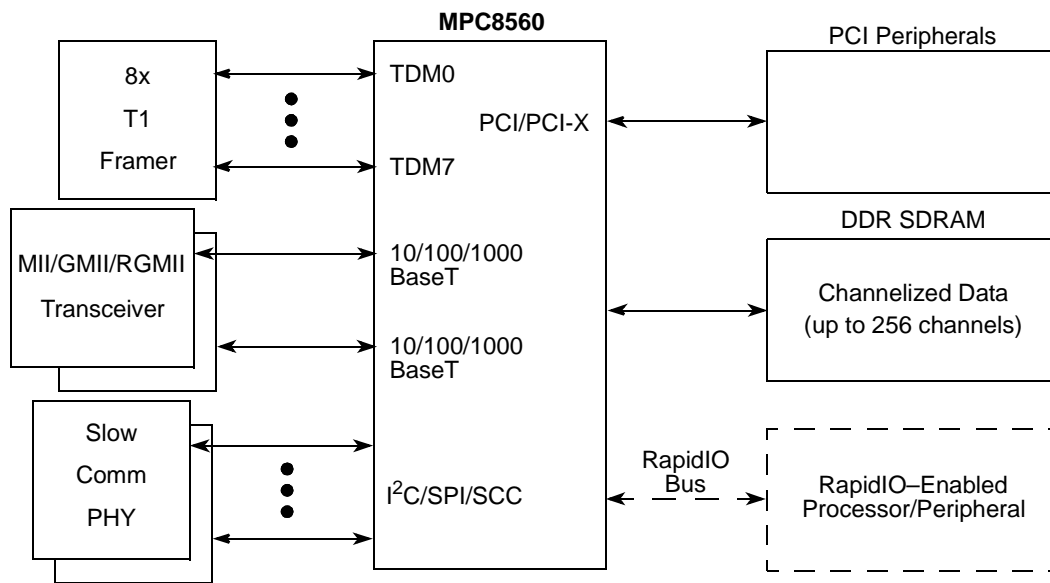 MPC8560
8x
T1
Framer
TDM0
TDM7
PCI/PCI-X
PCI Peripherals
MII/GMII/RGMII
Transceiver
10/100/1000
BaseT
10/100/1000
BaseT
DDR SDRAM
Channelized Data
(up to 256 channels)
Slow
Comm
PHY
I²C/SPI/SCC
RapidIO
Bus
RapidIO–Enabled
Processor/Peripheral